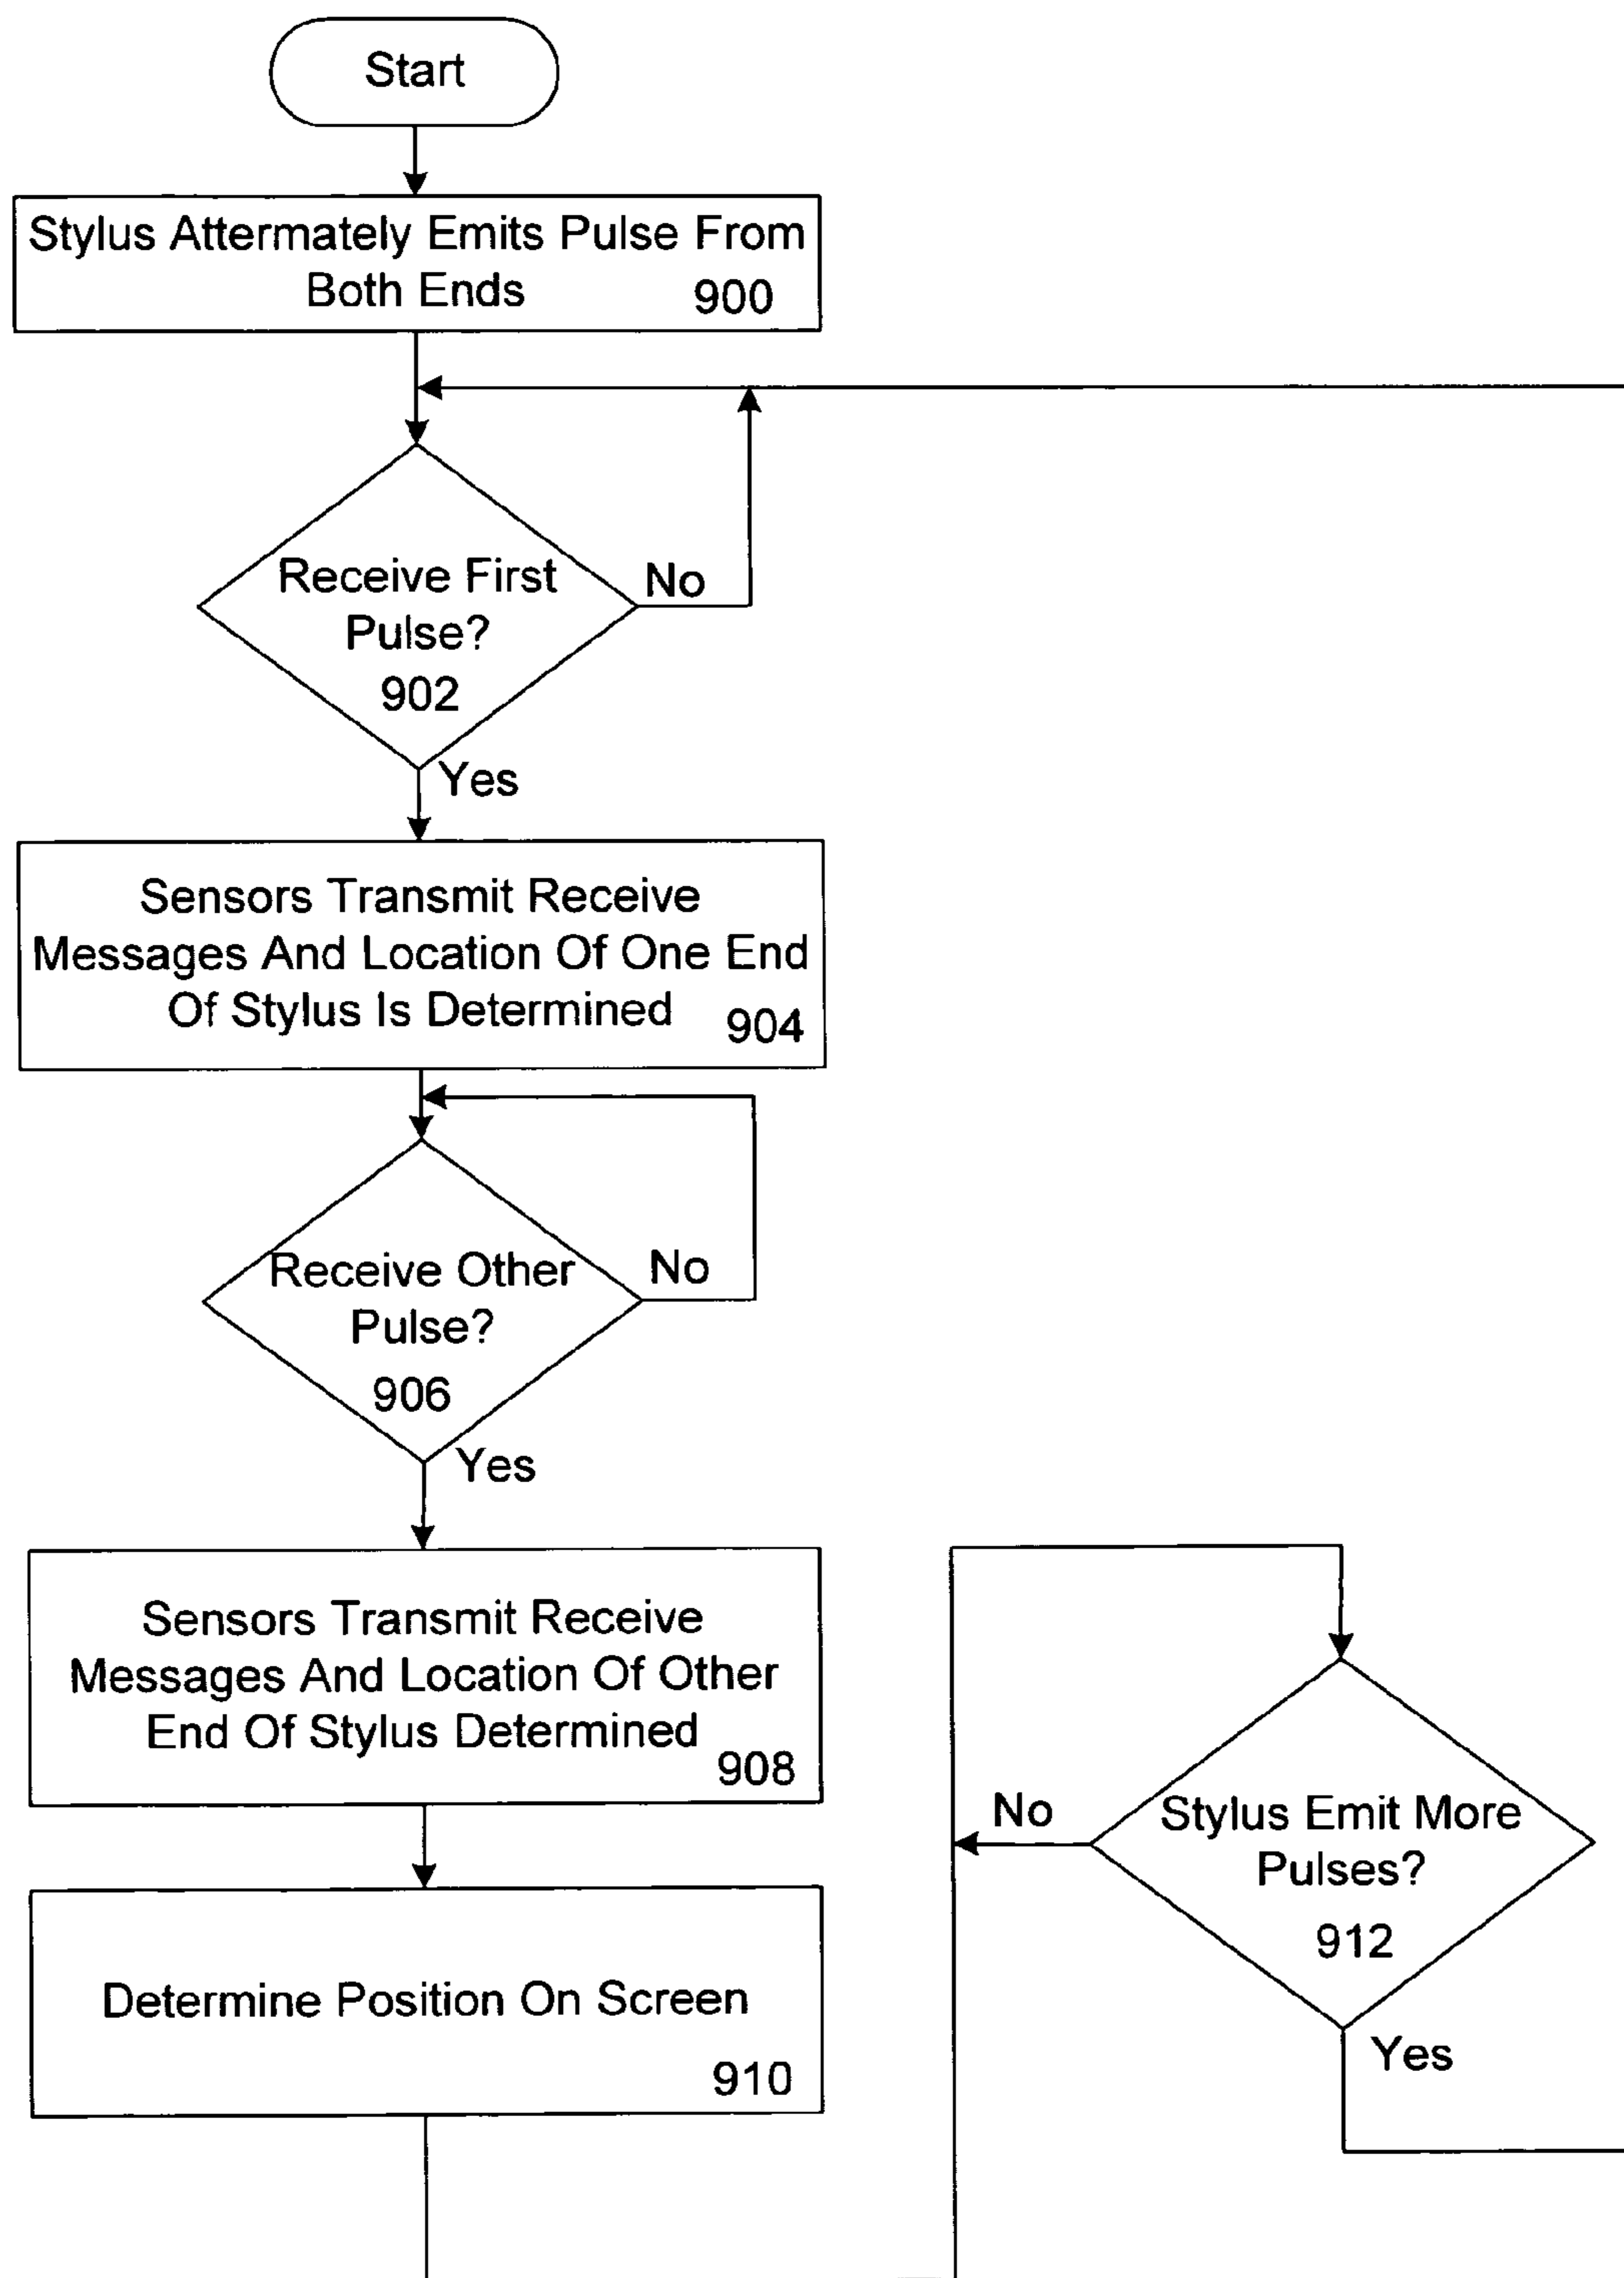 Start
Stylus Attermately Emits Pulse From
Both Ends 900
Receive First
Pulse?
902
No
Yes
Sensors Transmit Receive
Messages And Location Of One End
Of Stylus Is Determined 904
Receive Other
Pulse?
906
No
Yes
Sensors Transmit Receive
Messages And Location Of Other
End Of Stylus Determined
908
Determine Position On Screen
910
No
Stylus Emit More
Pulses?
912
Yes